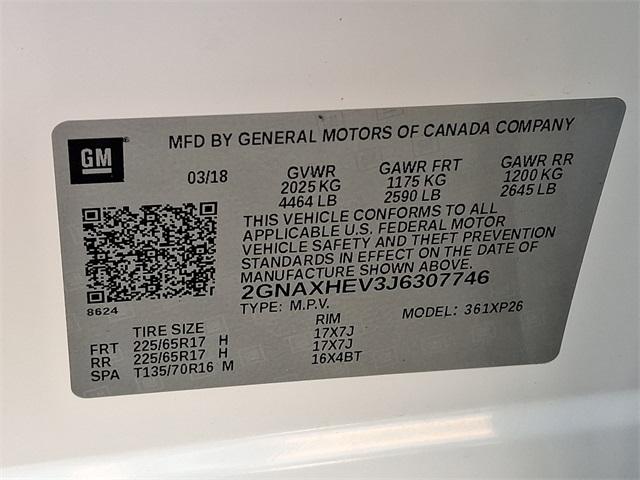 GM
MFD BY GENERAL MOTORS OF CANADA COMPANY
03/18 GVWR GAWR FRT GAWR RR
2025 KG 1175 KG 1200 KG
4464 LB 2590 LB 2645 LB
THIS VEHICLE CONFORMS TO ALL
APPLICABLE U.S. FEDERAL MOTOR
VEHICLE SAFETY AND THEFT PREVENTION
STANDARDS IN EFFECT ON THE DATE OF
MANUFACTURE SHOWN ABOVE.
2GNAXHEV3J6307746
8624
TYPE: M.P.V. MODEL: 361XP26
TIRE SIZE RIM
FRT 225/65R17 H 17X7J
RR 225/65R17 H 17X7J
SPA T135/70R16 M 16X4BT